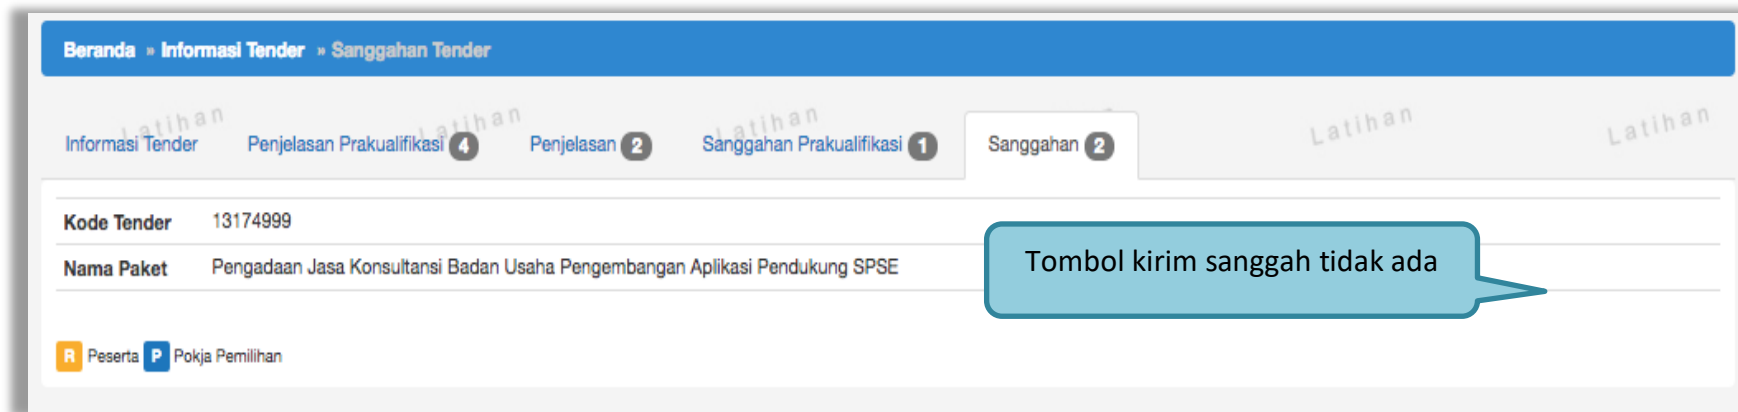 Beranda » Informasi Tender » Sanggahan Tender
Latihan Latihan Latihan Latihan Latihan
Informasi Tender Penjelasan Prakualifikasi 4 Penjelasan 2 Sanggahan Prakualifikasi 1 Sanggahan 2
Kode Tender 13174999
Nama Paket Pengadaan Jasa Konsultansi Badan Usaha Pengembangan Aplikasi Pendukung SPSE
Tombol kirim sanggah tidak ada
R Peserta P Pokja Pemilihan